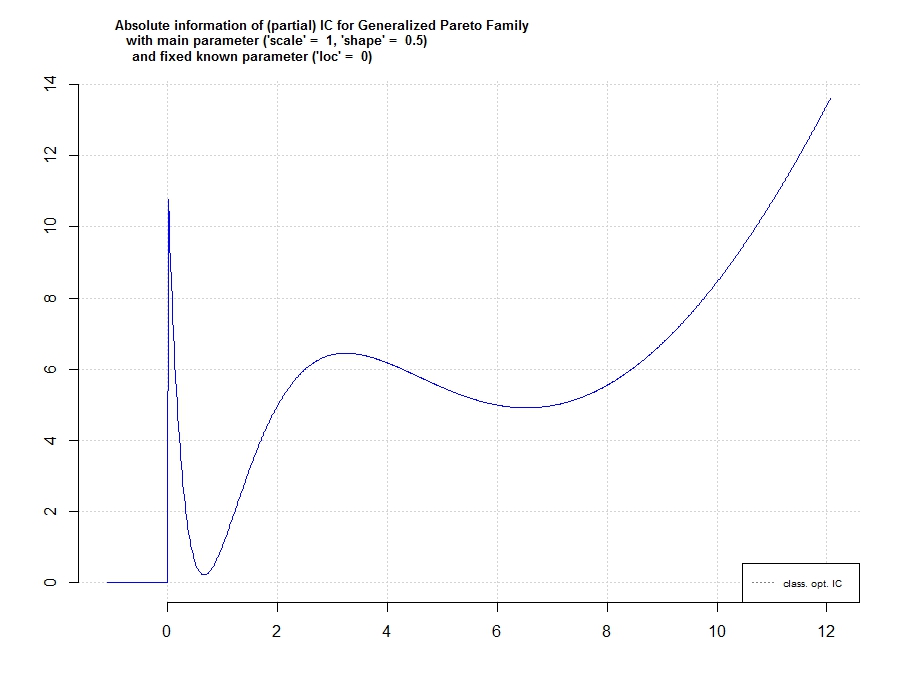 Absolute information of (partial) IC for Generalized Pareto Family
with main parameter ('scale' = 1, 'shape' = 0.5)
and fixed known parameter ('loc' = 0)
14
12
10
8
6
4
2
0
class. opt. IC
0 2 4 6 8 10 12